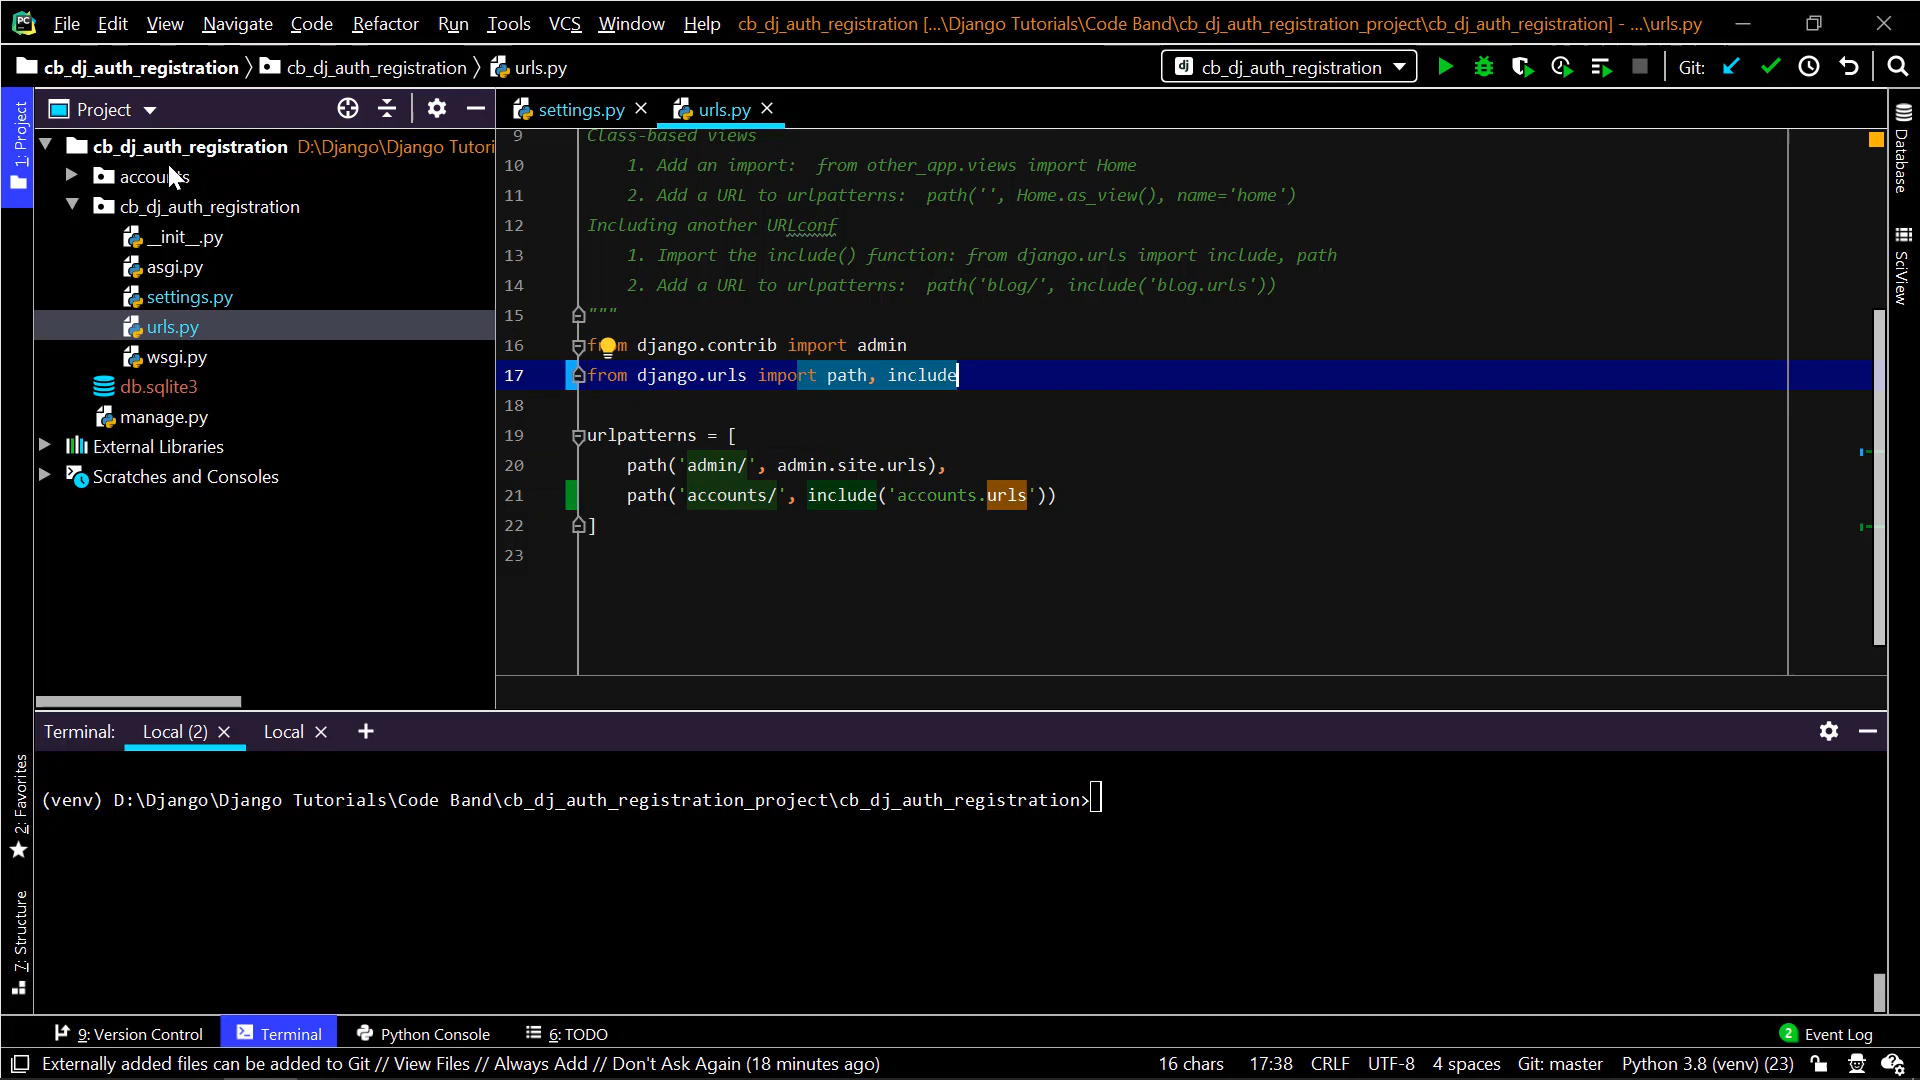 File Edit View Navigate Code Refactor Run Tools VCS Window Help cb_dj_auth_registration [...\Django Tutorials\Code Band\cb_dj_auth_registration_project\cb_dj_auth_registration] - ...\urls.py
cb_dj_auth_registration cb_dj_auth_registration urls.py dj cb_dj_auth_registration Git:
1: Project
Project
settings.py
urls.py
cb_dj_auth_registration D:\Django\Django Tutori
accounts
cb_dj_auth_registration
__init__.py
asgi.py
settings.py
urls.py
wsgi.py
db.sqlite3
manage.py
External Libraries
Scratches and Consoles
9 Class-based views
10 1. Add an import: from other_app.views import Home
11 2. Add a URL to urlpatterns: path('', Home.as_view(), name='home')
12 Including another URLconf
13 1. Import the include() function: from django.urls import include, path
14 2. Add a URL to urlpatterns: path('blog/', include('blog.urls'))
15 """
16 from django.contrib import admin
17 from django.urls import path, include
18
19 urlpatterns = [
20 path('admin/', admin.site.urls),
21 path('accounts/', include('accounts.urls'))
22 ]
23
Database
SciView
Terminal: Local (2) Local +
(venv) D:\Django\Django Tutorials\Code Band\cb_dj_auth_registration_project\cb_dj_auth_registration>
2: Favorites
7: Structure
9: Version Control Terminal Python Console 6: TODO 2 Event Log
Externally added files can be added to Git // View Files // Always Add // Don't Ask Again (18 minutes ago) 16 chars 17:38 CRLF UTF-8 4 spaces Git: master Python 3.8 (venv) (23)